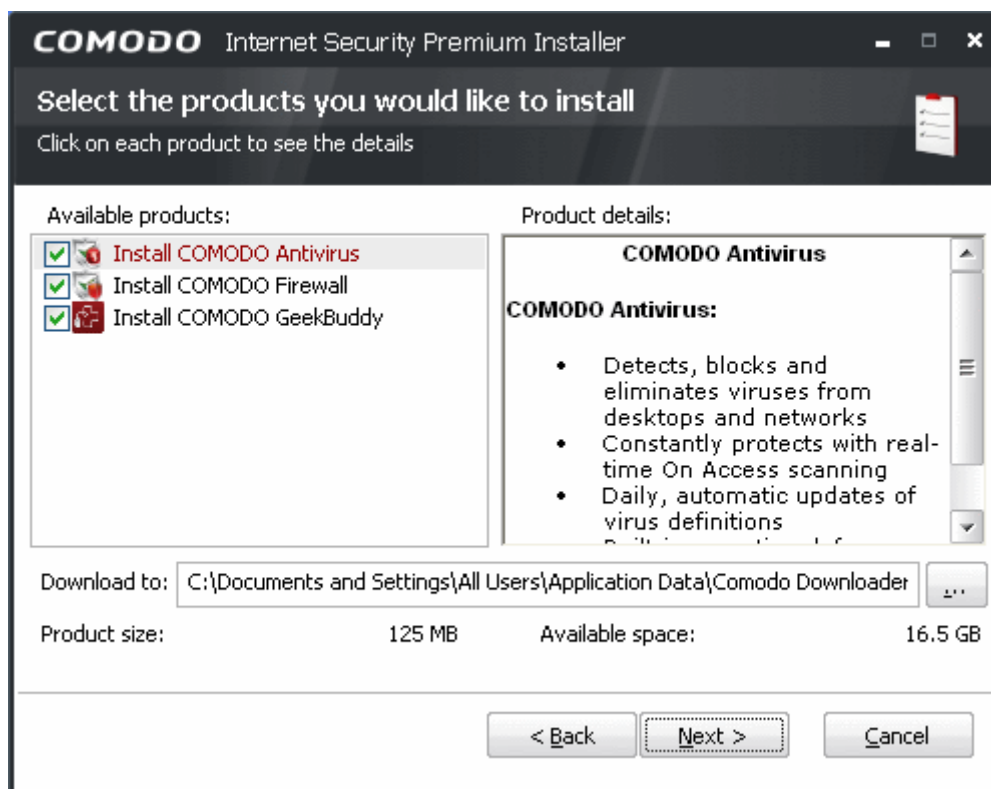 COMODO Internet Security Premium Installer
Select the products you would like to install
Click on each product to see the details
Available products:
Install COMODO Antivirus
Install COMODO Firewall
Install COMODO GeekBuddy
Product details:
COMODO Antivirus
COMODO Antivirus:
• Detects, blocks and
eliminates viruses from
desktops and networks
• Constantly protects with real-
time On Access scanning
• Daily, automatic updates of
virus definitions
Download to: C:\Documents and Settings\All Users\Application Data\Comodo Downloader ...
Product size: 125 MB Available space: 16.5 GB
< Back Next > Cancel